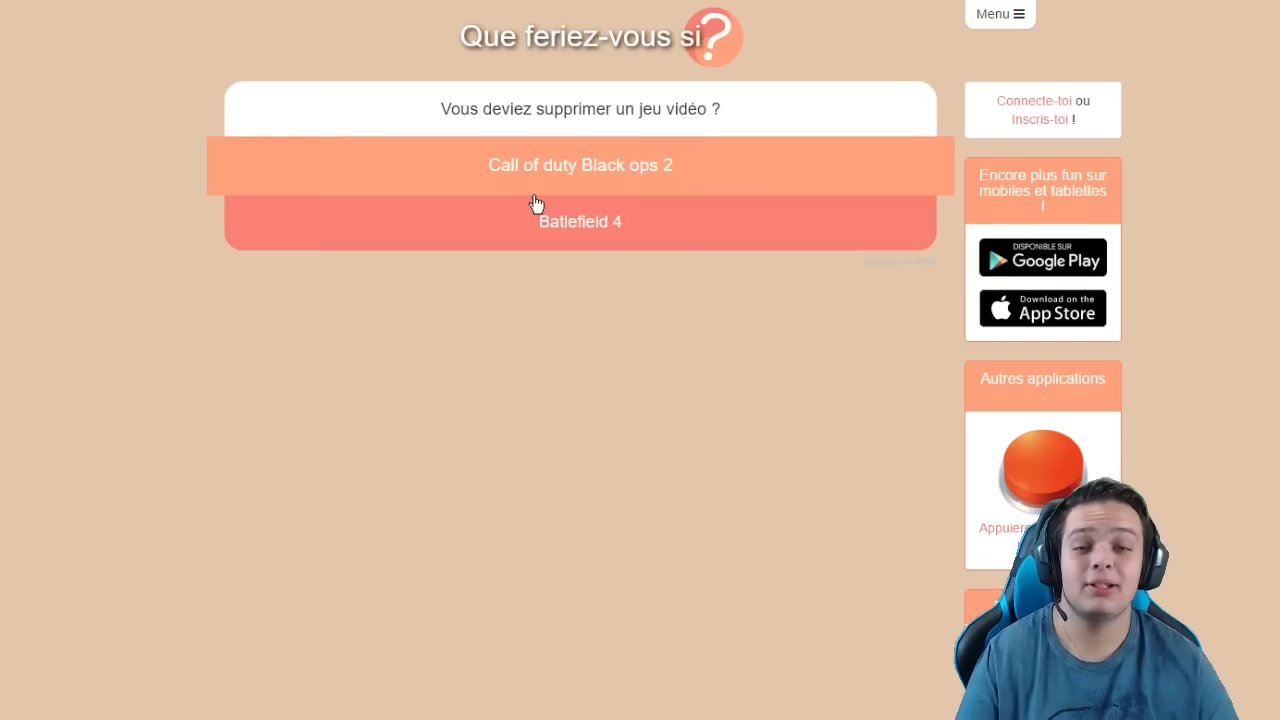 Que feriez-vous si ?
Menu
Vous deviez supprimer un jeu vidéo ?
Call of duty Black ops 2
Batlefield 4
Connecte-toi ou
Inscris-toi !
Encore plus fun sur
mobiles et tablettes
!
DISPONIBLE SUR
Google Play
Download on the
App Store
Autres applications
: